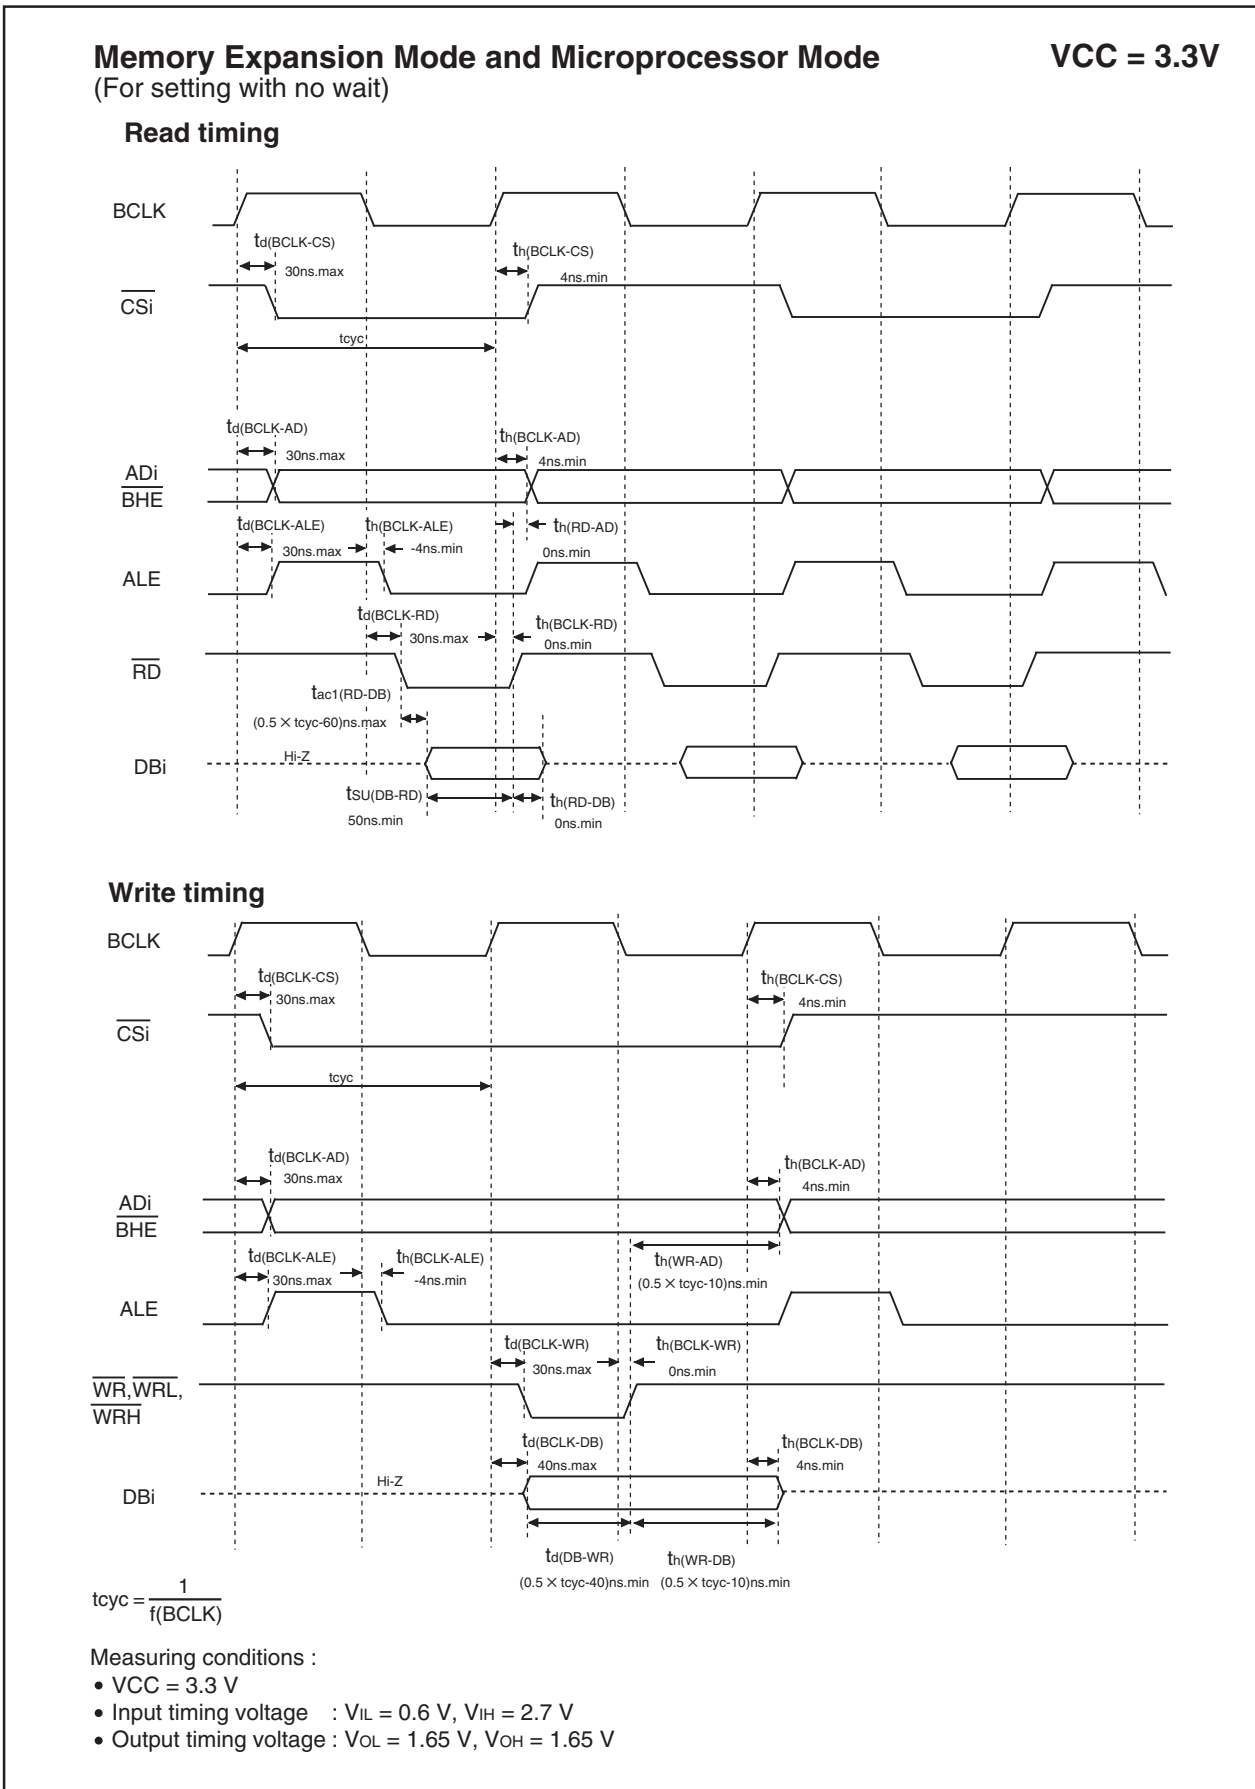 Memory Expansion Mode and Microprocessor Mode VCC = 3.3V
(For setting with no wait)
Read timing
BCLK
td(BCLK-CS)
30ns.max
th(BCLK-CS)
4ns.min
CSi
tcyc
td(BCLK-AD)
30ns.max
th(BCLK-AD)
4ns.min
ADi
BHE
td(BCLK-ALE)
30ns.max
th(BCLK-ALE)
-4ns.min
th(RD-AD)
0ns.min
ALE
td(BCLK-RD)
30ns.max
th(BCLK-RD)
0ns.min
RD
tac1(RD-DB)
(0.5 × tcyc-60)ns.max
Hi-Z
DBi
tSU(DB-RD)
50ns.min
th(RD-DB)
0ns.min
Write timing
BCLK
td(BCLK-CS)
30ns.max
th(BCLK-CS)
4ns.min
CSi
tcyc
td(BCLK-AD)
30ns.max
th(BCLK-AD)
4ns.min
ADi
BHE
td(BCLK-ALE)
30ns.max
th(BCLK-ALE)
-4ns.min
th(WR-AD)
(0.5 × tcyc-10)ns.min
ALE
td(BCLK-WR)
30ns.max
th(BCLK-WR)
0ns.min
WR,WRL,
WRH
td(BCLK-DB)
40ns.max
th(BCLK-DB)
4ns.min
Hi-Z
DBi
td(DB-WR)
(0.5 × tcyc-40)ns.min
th(WR-DB)
(0.5 × tcyc-10)ns.min
tcyc = 1
f(BCLK)
Measuring conditions :
• VCC = 3.3 V
• Input timing voltage : VIL = 0.6 V, VIH = 2.7 V
• Output timing voltage : VOL = 1.65 V, VOH = 1.65 V